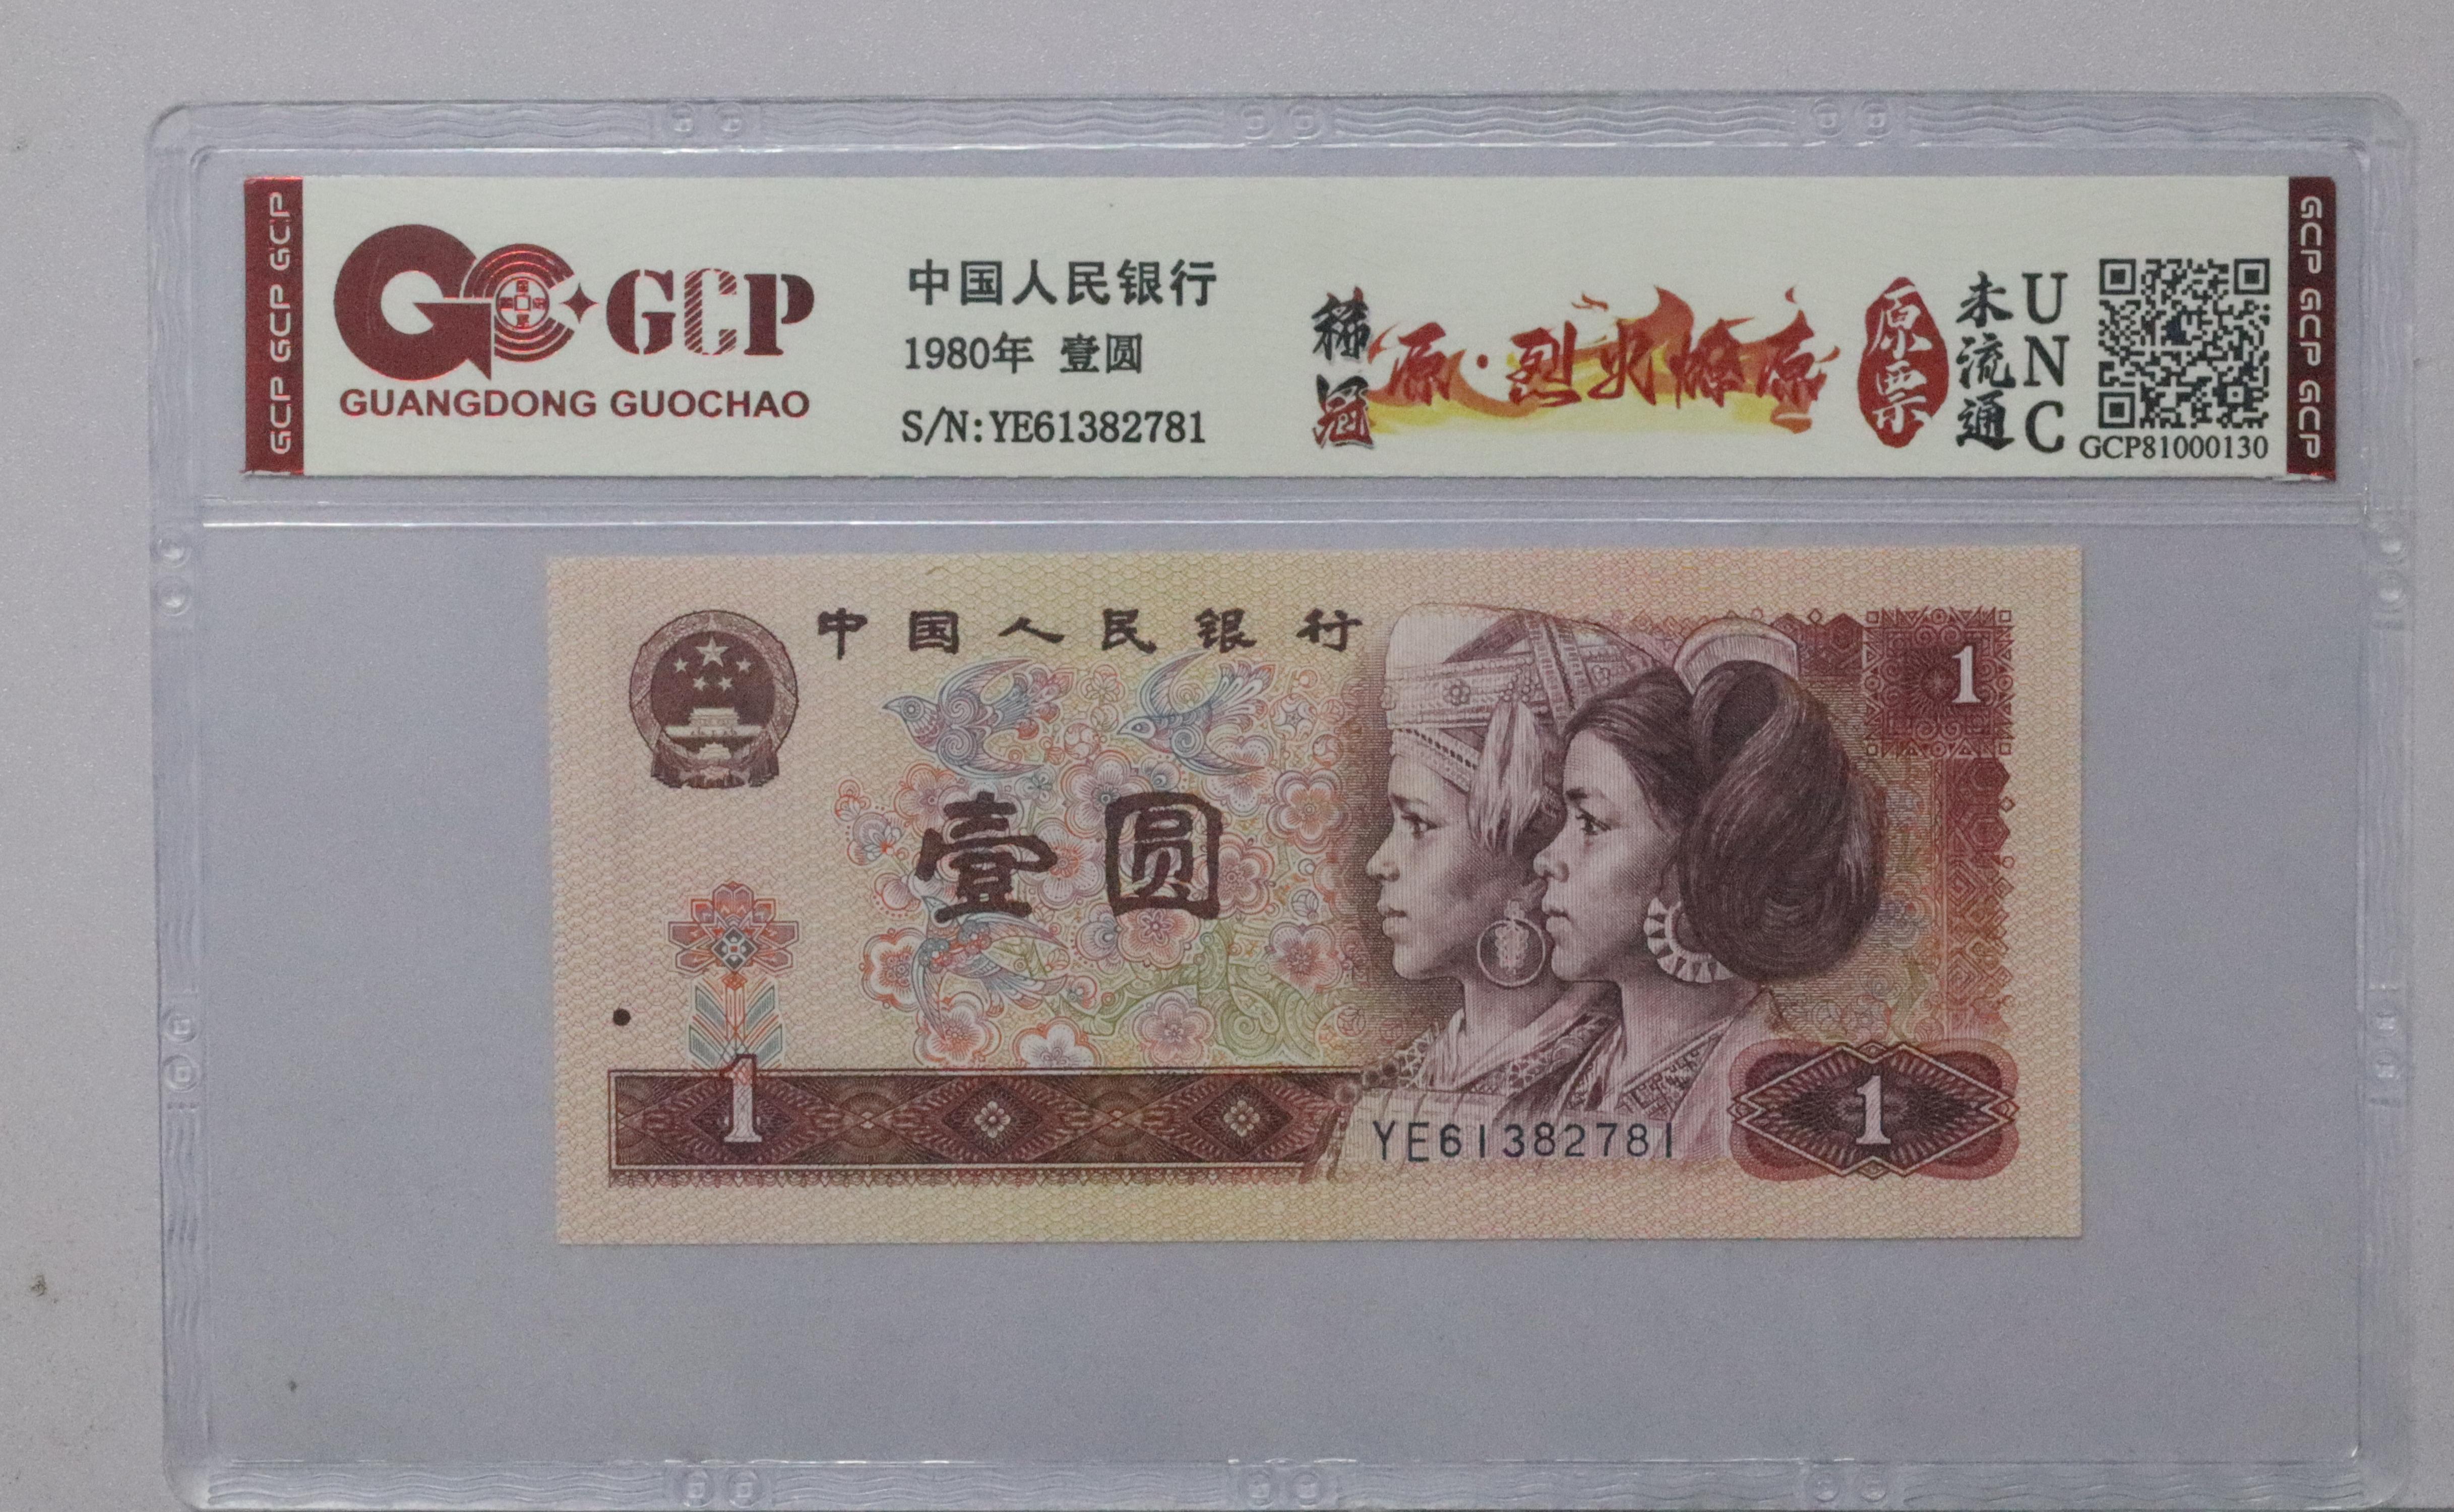 GCP GCP GCP
GCP
GUANGDONG GUOCHAO
中国人民银行
1980年 壹圆
S/N:YE61382781
稀冠
原·烈火燎原
原票
未流通
UNC
GCP81000130
GCP GCP GCP
中国人民银行
1
壹圆
1
YE61382781
1